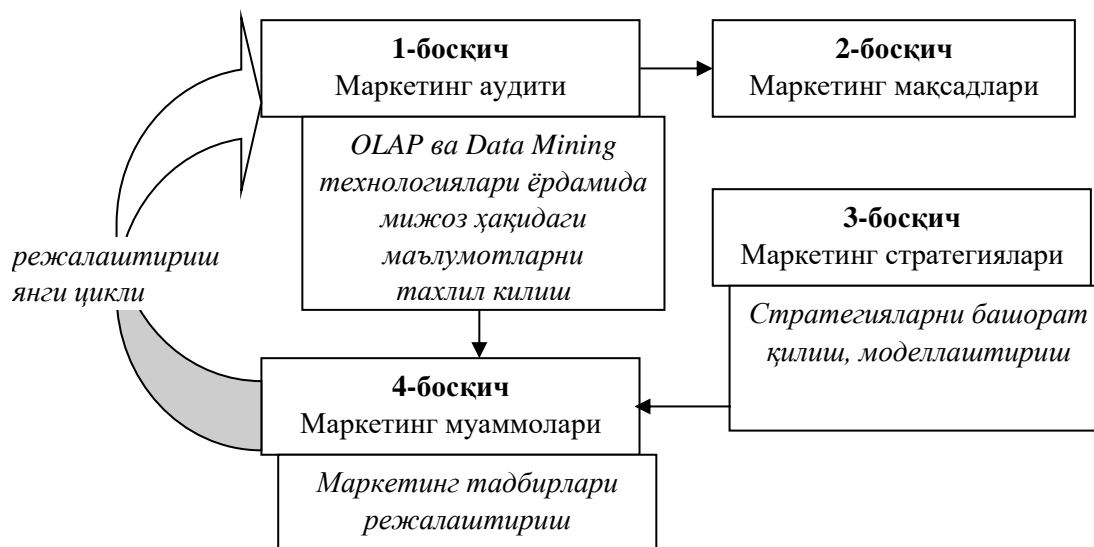 1-босқич
Маркетинг аудити
OLAP ва Data Mining
технологиялари ёрдамида
мижоз ҳақидаги
маълумотларни
тахлил килиш
2-босқич
Маркетинг мақсадлари
3-босқич
Маркетинг стратегиялари
Стратегияларни башорат
қилиш, моделлаштириш
4-босқич
Маркетинг муаммолари
Маркетинг тадбирлари
режалаштириш
режалаштириш
янги цикли